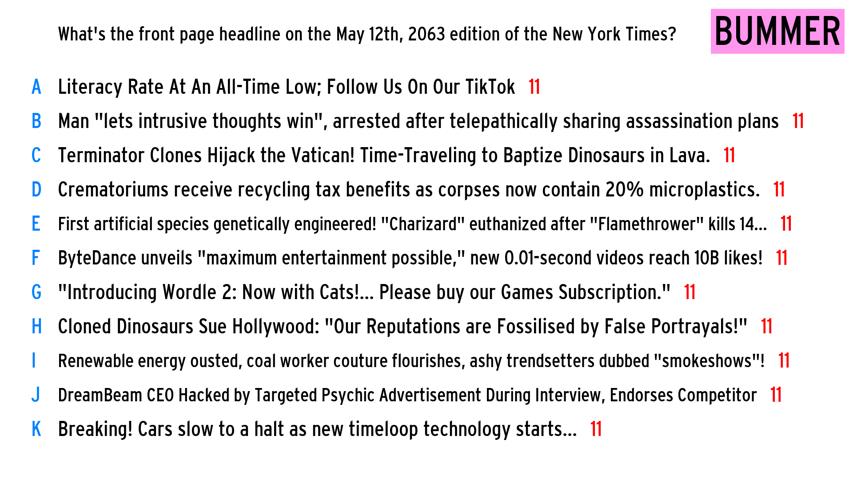 What's the front page headline on the May 12th, 2063 edition of the New York Times?
BUMMER
A Literacy Rate At An All-Time Low; Follow Us On Our TikTok 11
B Man "lets intrusive thoughts win", arrested after telepathically sharing assassination plans 11
C Terminator Clones Hijack the Vatican! Time-Traveling to Baptize Dinosaurs in Lava. 11
D Crematoriums receive recycling tax benefits as corpses now contain 20% microplastics. 11
E First artificial species genetically engineered! "Charizard" euthanized after "Flamethrower" kills 14... 11
F ByteDance unveils "maximum entertainment possible," new 0.01-second videos reach 10B likes! 11
G "Introducing Wordle 2: Now with Cats!... Please buy our Games Subscription." 11
H Cloned Dinosaurs Sue Hollywood: "Our Reputations are Fossilised by False Portrayals!" 11
I Renewable energy ousted, coal worker couture flourishes, ashy trendsetters dubbed "smokeshows"! 11
J DreamBeam CEO Hacked by Targeted Psychic Advertisement During Interview, Endorses Competitor 11
K Breaking! Cars slow to a halt as new timeloop technology starts... 11